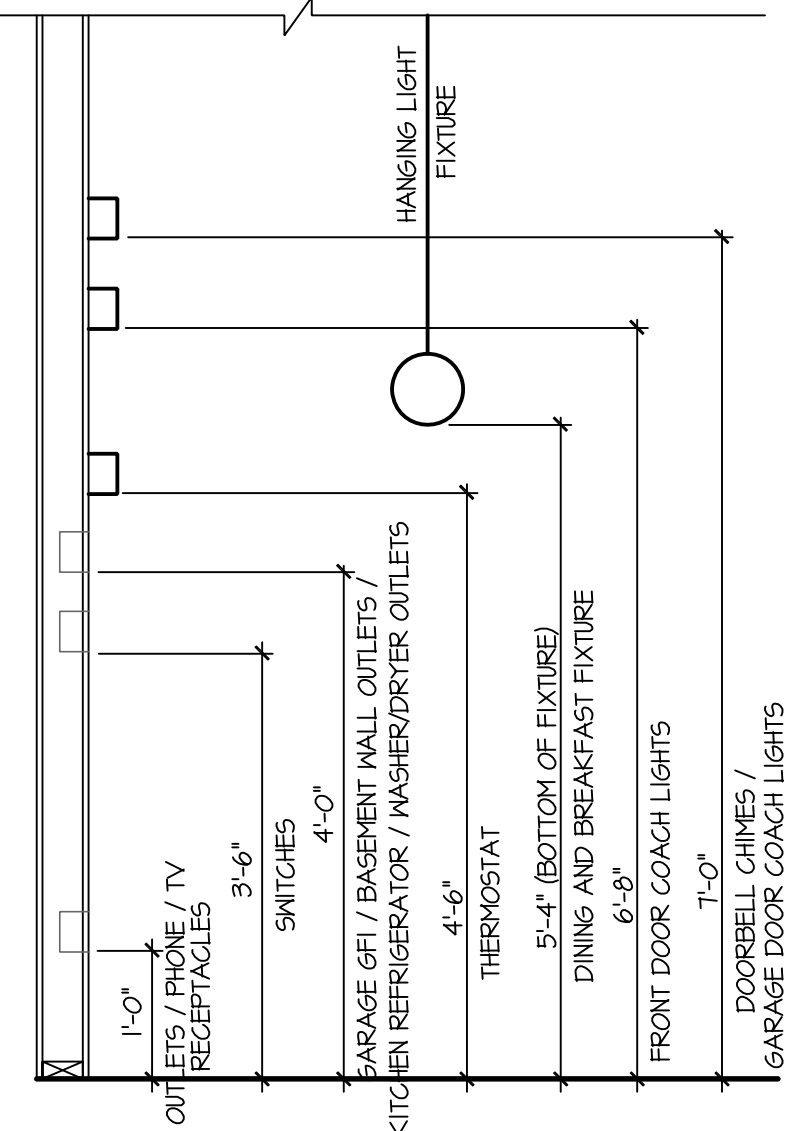 HANGING LIGHT
FIXTURE
1'-0"
OUTLETS / PHONE / TV
RECEPTACLES
3'-6"
SWITCHES
4'-0"
GARAGE GFI / BASEMENT WALL OUTLETS /
KITCHEN REFRIGERATOR / WASHER/DRYER OUTLETS
4'-6"
THERMOSTAT
5'-4" (BOTTOM OF FIXTURE)
DINING AND BREAKFAST FIXTURE
6'-8"
FRONT DOOR COACH LIGHTS
7'-0"
DOORBELL CHIMES /
GARAGE DOOR COACH LIGHTS